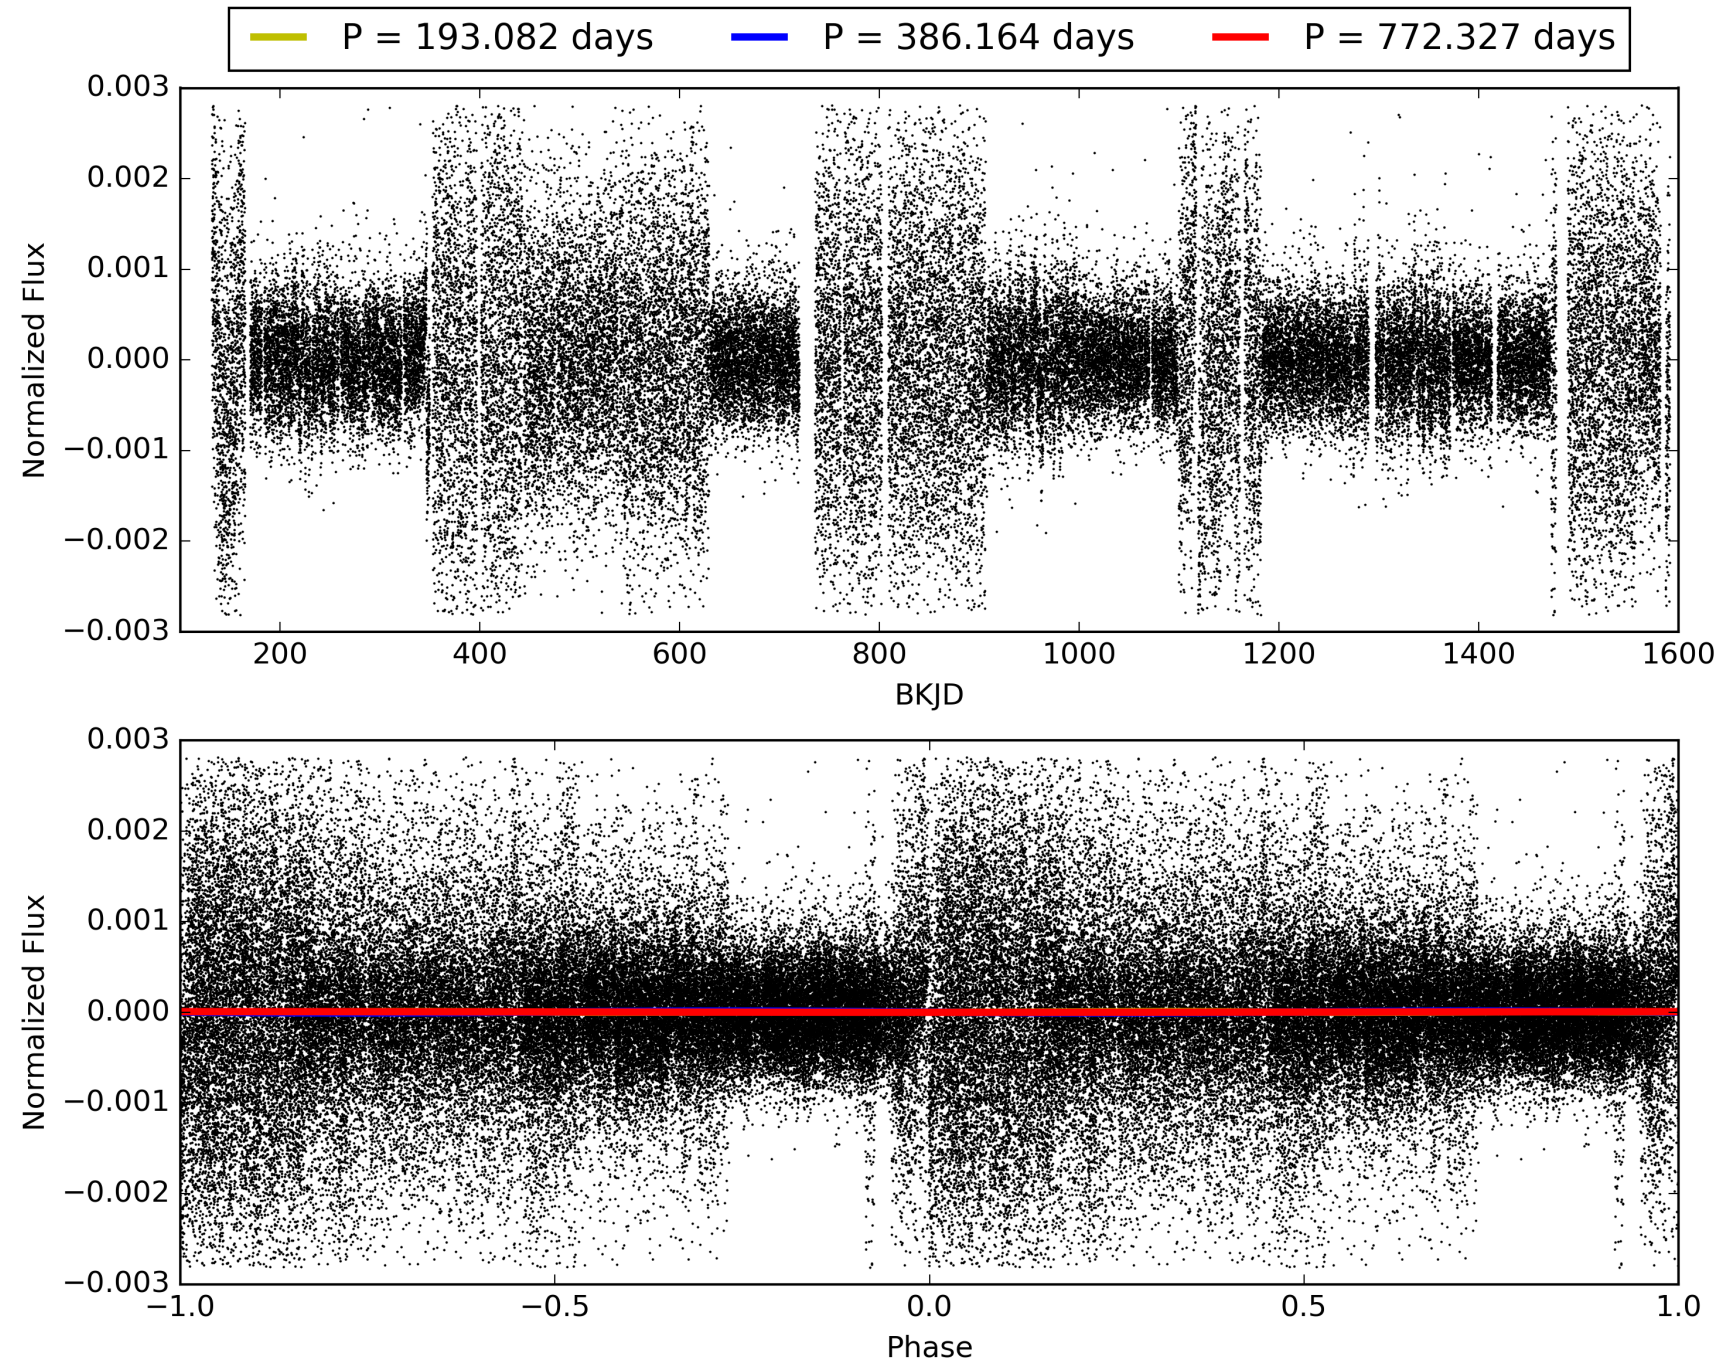 P = 193.082 days P = 386.164 days P = 772.327 days
0.003
0.002
0.001
0.000
−0.001
−0.002
−0.003
Normalized Flux
200 400 600 800 1000 1200 1400 1600
BKJD
0.003
0.002
0.001
0.000
−0.001
−0.002
−0.003
Normalized Flux
−1.0 −0.5 0.0 0.5 1.0
Phase